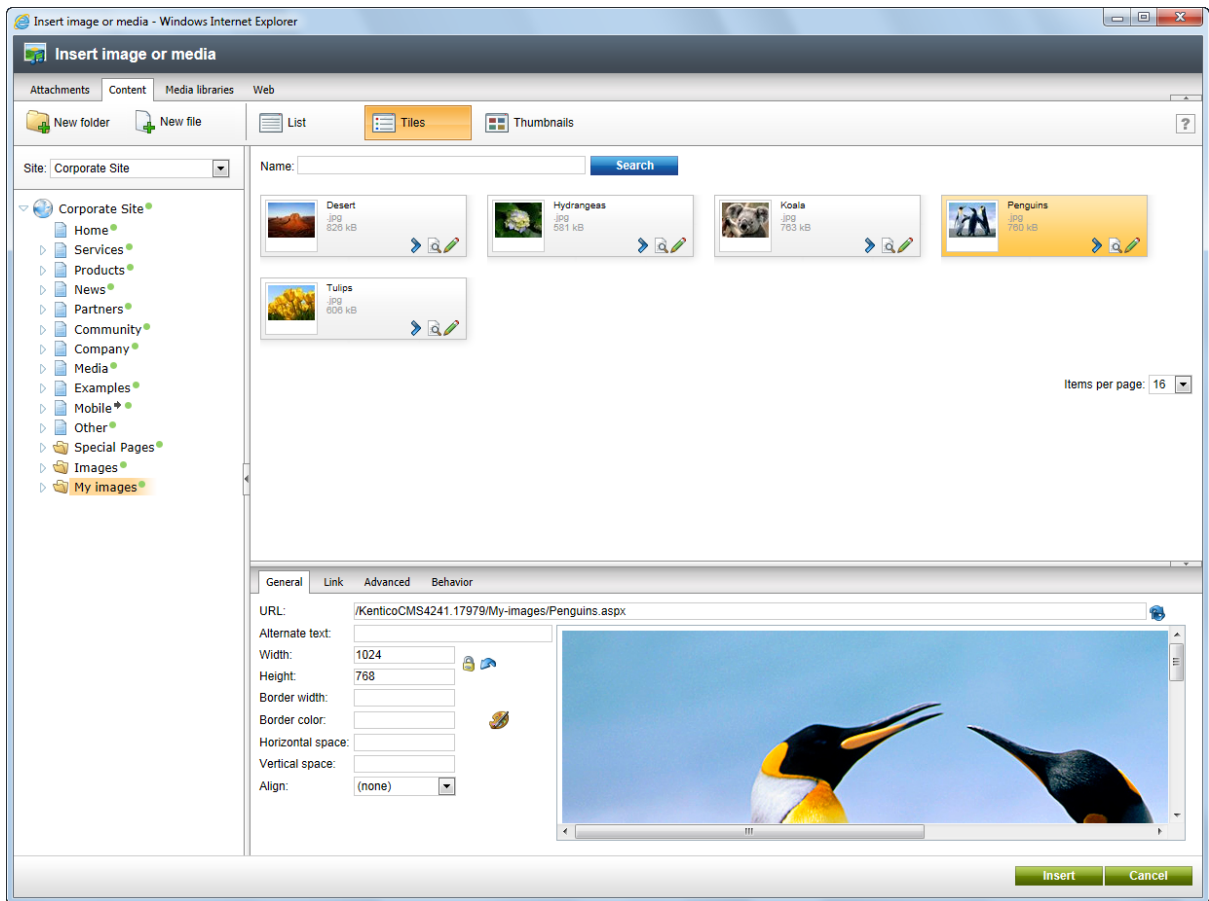 Insert image or media - Windows Internet Explorer
Insert image or media
Attachments Content Media libraries Web
New folder New file List Tiles Thumbnails ?
Site: Corporate Site
Name: Search
Corporate Site
Home
Services
Products
News
Partners
Community
Company
Media
Examples
Mobile
Other
Special Pages
Images
My images
Desert
.jpg
826 kB
Hydrangeas
.jpg
581 kB
Koala
.jpg
763 kB
Penguins
.jpg
760 kB
Tulips
.jpg
606 kB
Items per page: 16
General Link Advanced Behavior
URL: /KenticoCMS4241.17979/My-images/Penguins.aspx
Alternate text:
Width: 1024
Height: 768
Border width:
Border color:
Horizontal space:
Vertical space:
Align: (none)
Insert Cancel